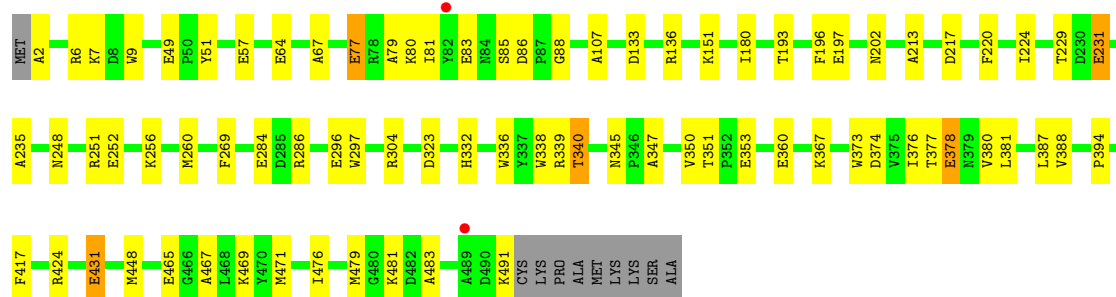 MET A2 R6 K7 D8 W9 E49 P50 Y51 E57 E64 A67 E77 R78 A79 K80 I81 Y82 E83 N84 S85 D86 P87 G88 A107 D133 R136 K151 I180 T193 F196 E197 N202 A213 D217 F220 I224 T229 D230 E231
A235 N248 R251 E252 K256 M260 F269 E284 D285 R286 E296 W297 R304 D323 H332 W336 Y337 W338 R339 T340 N345 P346 A347 V350 T351 P352 E353 E360 K367 W373 D374 V375 I376 T377 E378 N379 V380 L381 L387 V388 P394
F417 R424 E431 M448 E465 G466 A467 L468 K469 Y470 M471 I476 M479 G480 K481 D482 A483 A489 D490 K491 CYS LYS PRO ALA MET LYS LYS SER ALA